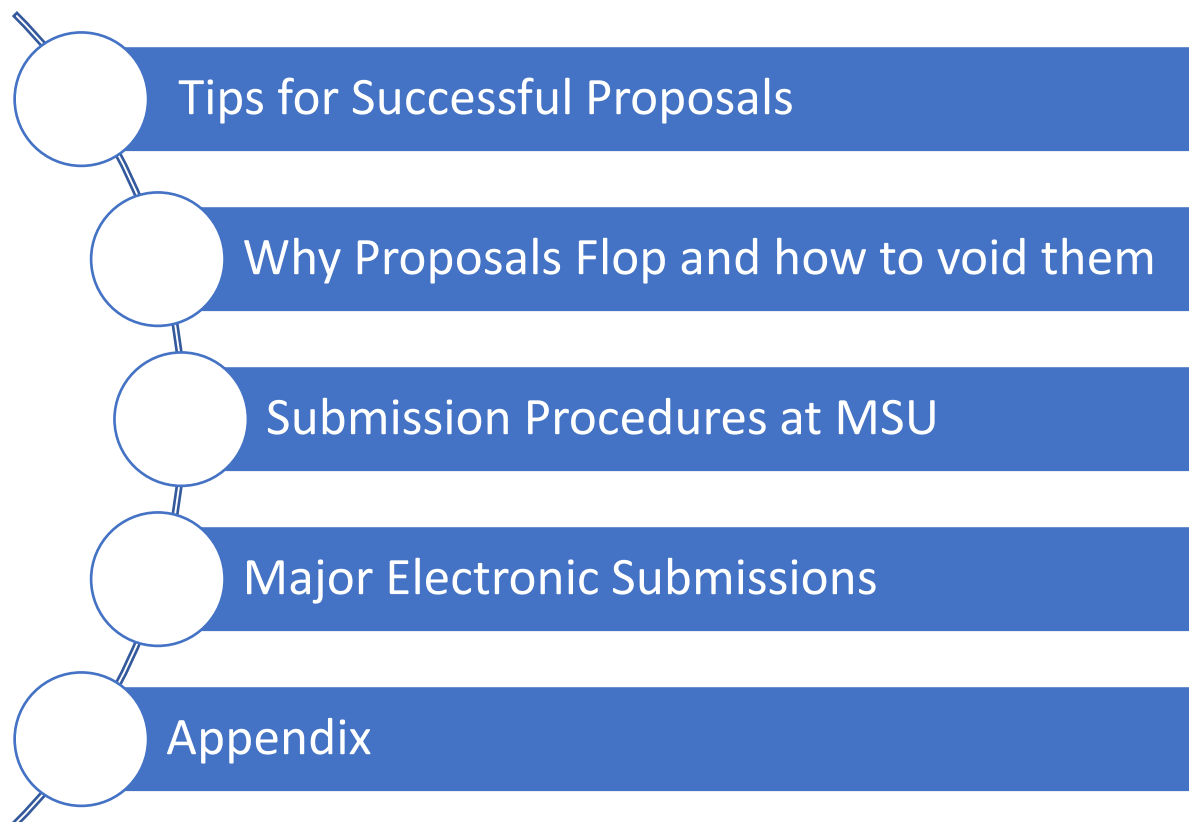 Tips for Successful Proposals
Why Proposals Flop and how to void them
Submission Procedures at MSU
Major Electronic Submissions
Appendix